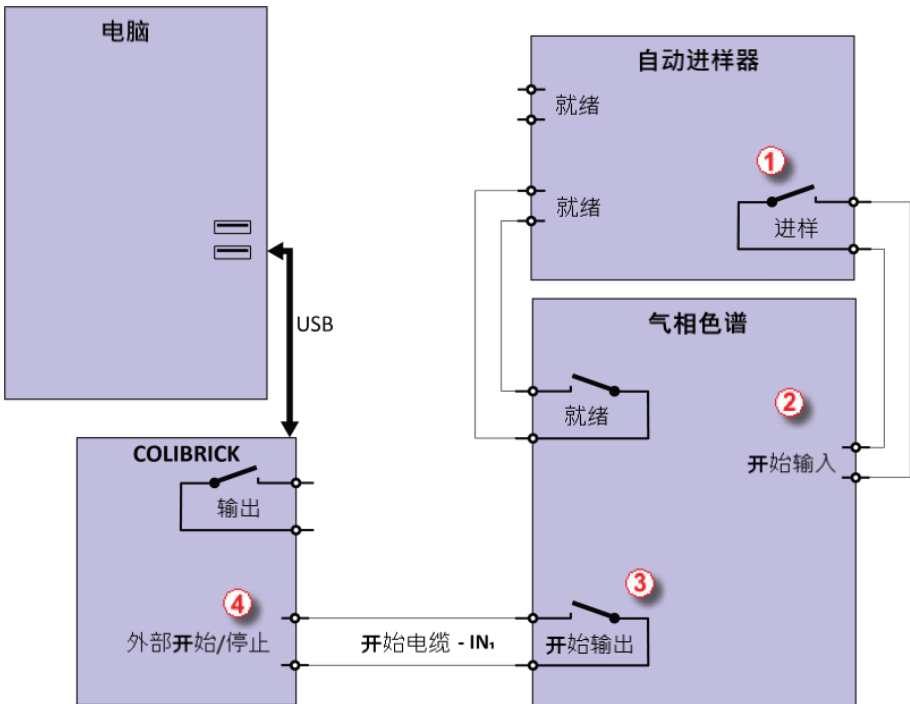 电脑
USB
COLIBRICK
输出
④
外部开始/停止
开始电缆 - IN₁
自动进样器
就绪
就绪
①
进样
气相色谱
就绪
②
开始输入
③
开始输出